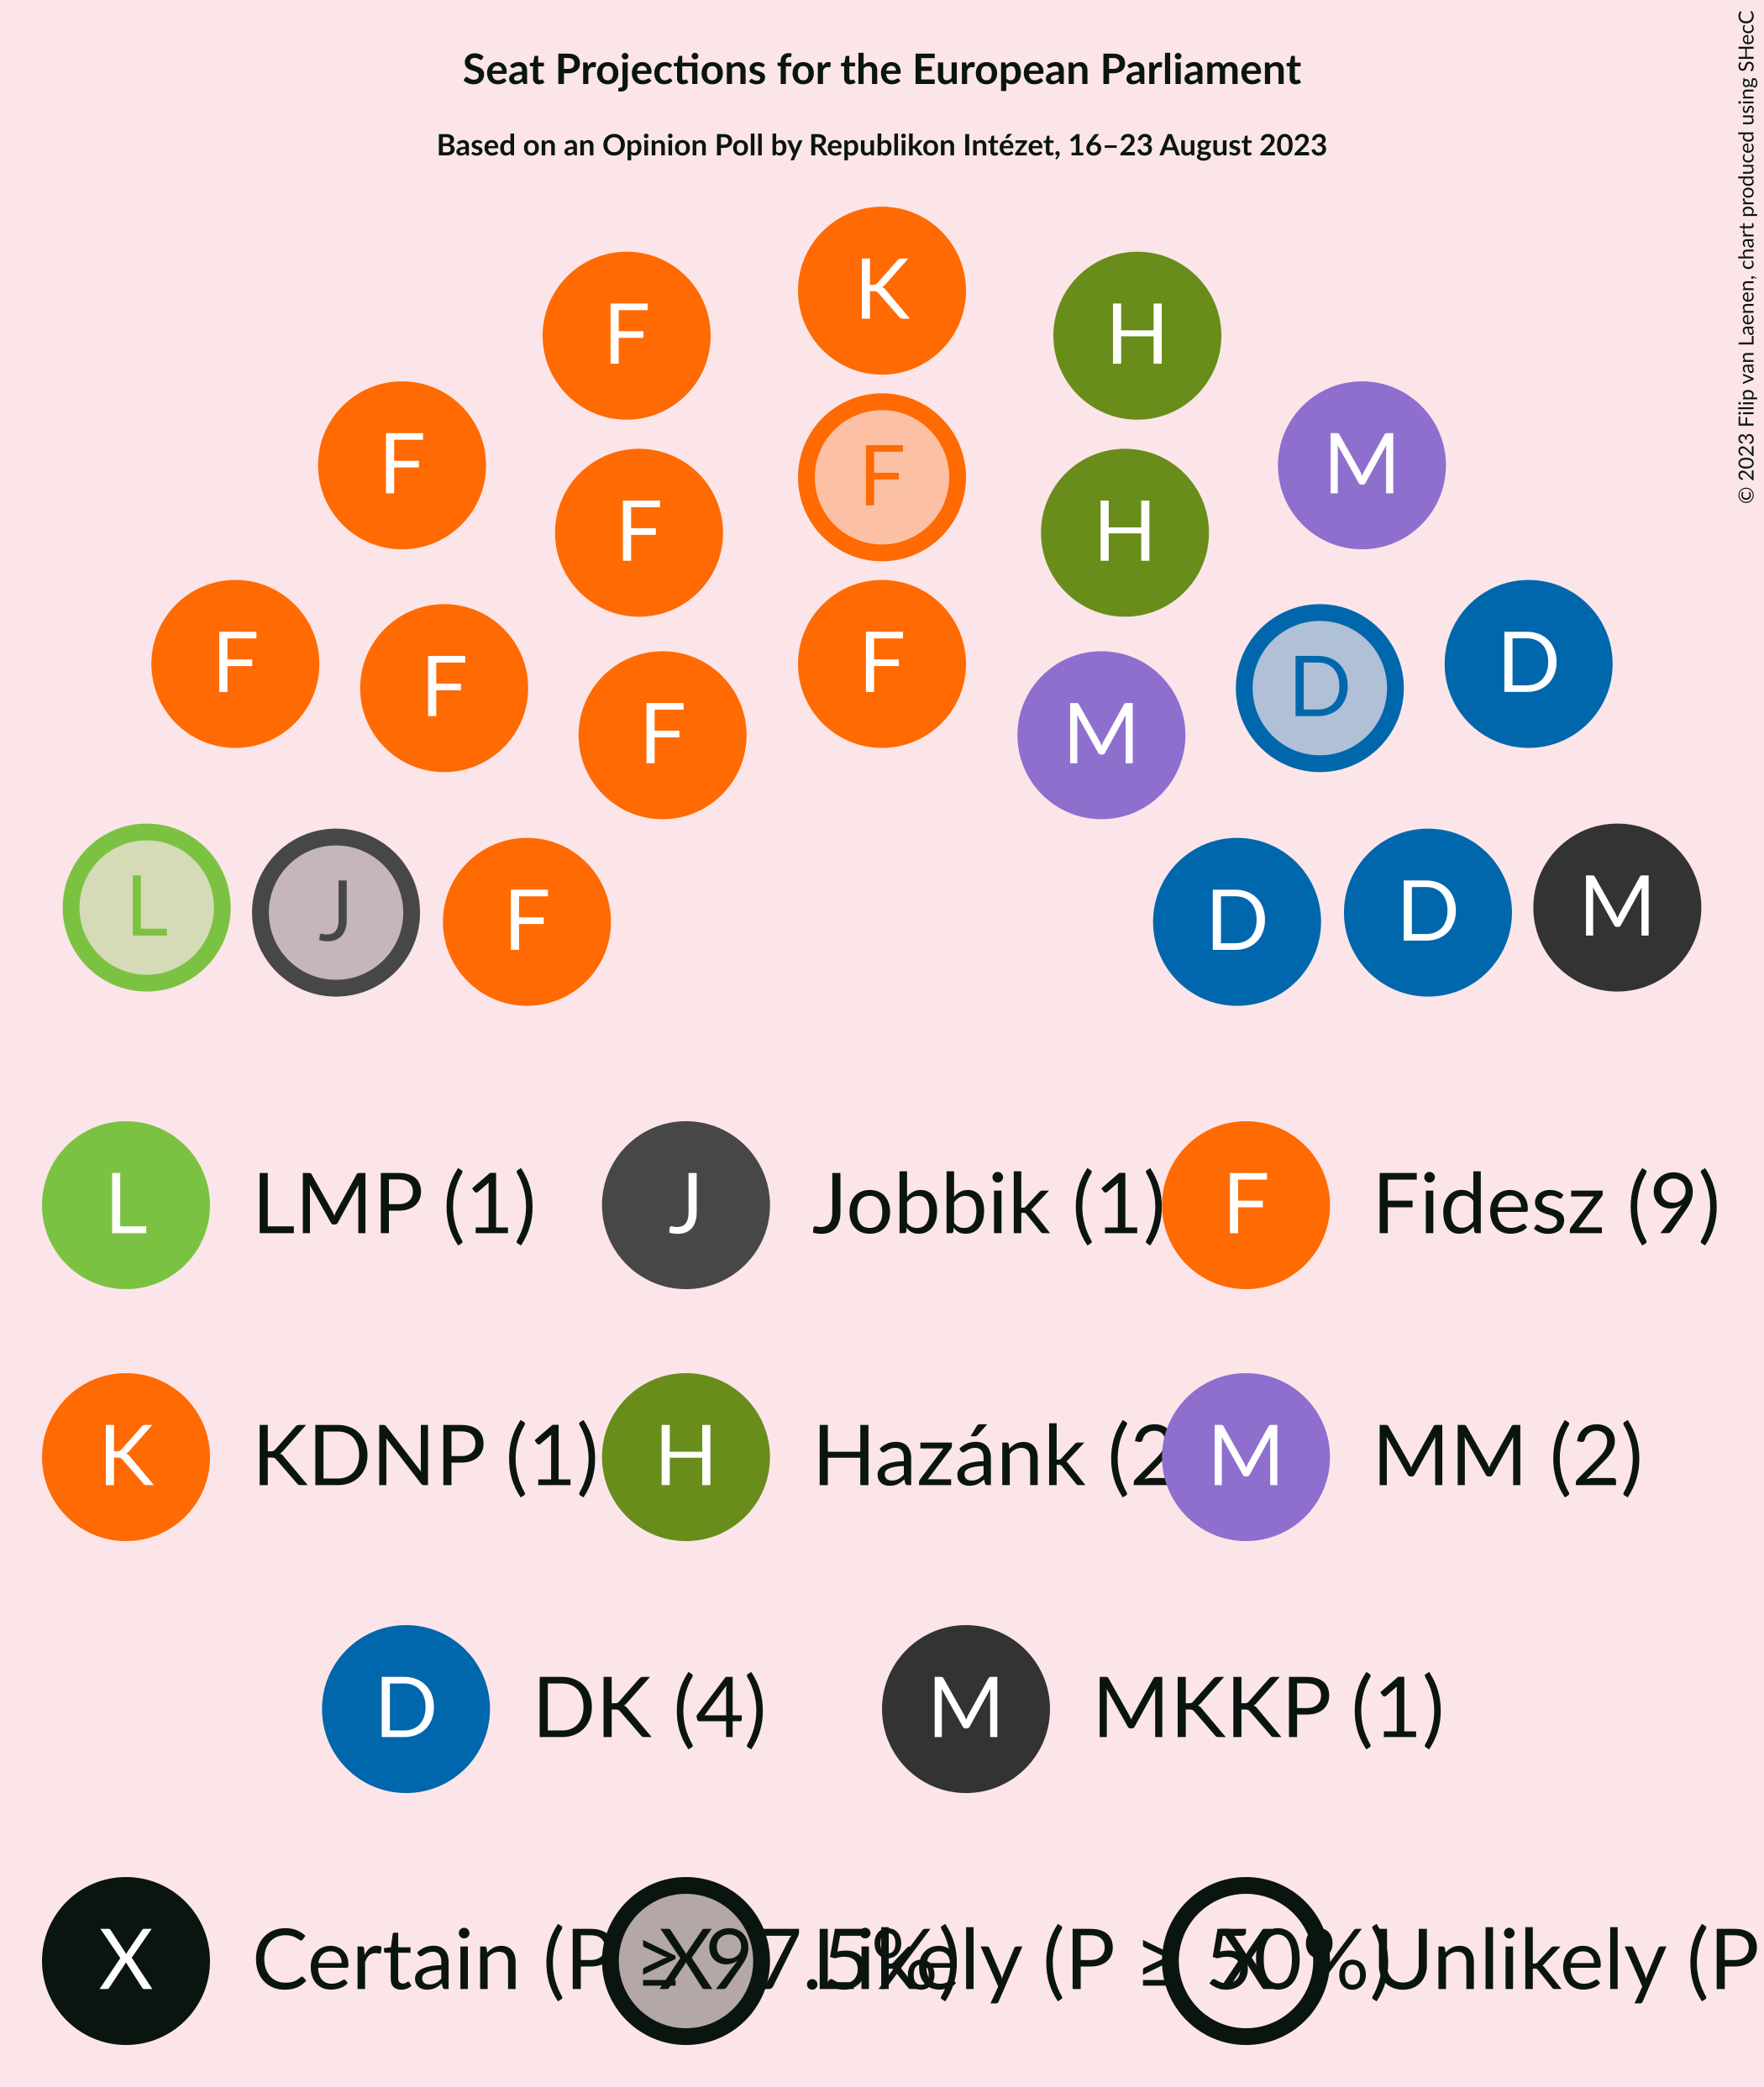 Seat Projections for the European Parliament
Based on an Opinion Poll by Republikon Intézet, 16–23 August 2023
© 2023 Filip van Laenen, chart produced using SHecC
K
F H
F M
F
F H
F F D
F D
F M
L J F D D M
L LMP (1) J Jobbik (1) F Fidesz (9)
K KDNP (1) H Hazánk (2 M MM (2)
D DK (4) M MKKP (1)
X Certain (P ≥ 97.5%) X Likely (P ≥ 50%) X Unlikely (P